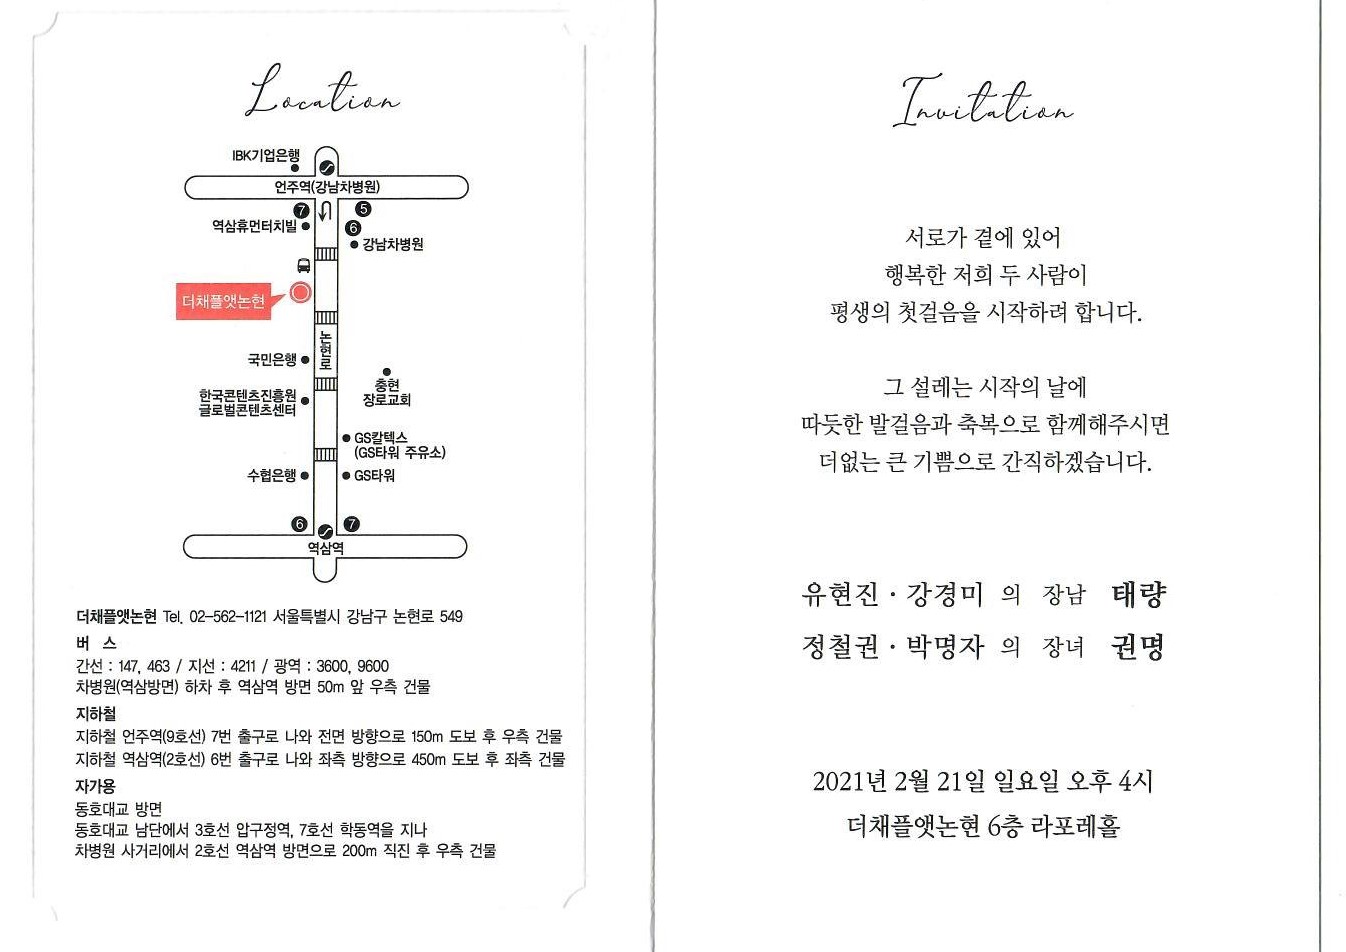 Location
IBK기업은행
언주역(강남차병원)
7
5
역삼휴먼터치빌
6
강남차병원
더채플앳논현
논현로
국민은행
충현
장로교회
한국콘텐츠진흥원
글로벌콘텐츠센터
GS칼텍스
(GS타워 주유소)
수협은행
GS타워
6
7
역삼역
더채플앳논현 Tel. 02-562-1121 서울특별시 강남구 논현로 549
버 스
간선 : 147, 463 / 지선 : 4211 / 광역 : 3600, 9600
차병원(역삼방면) 하차 후 역삼역 방면 50m 앞 우측 건물
지하철
지하철 언주역(9호선) 7번 출구로 나와 전면 방향으로 150m 도보 후 우측 건물
지하철 역삼역(2호선) 6번 출구로 나와 좌측 방향으로 450m 도보 후 좌측 건물
자가용
동호대교 방면
동호대교 남단에서 3호선 압구정역, 7호선 학동역을 지나
차병원 사거리에서 2호선 역삼역 방면으로 200m 직진 후 우측 건물
Invitation
서로가 곁에 있어
행복한 저희 두 사람이
평생의 첫걸음을 시작하려 합니다.
그 설레는 시작의 날에
따듯한 발걸음과 축복으로 함께해주시면
더없는 큰 기쁨으로 간직하겠습니다.
유현진 · 강경미 의 장남 태량
정철권 · 박명자 의 장녀 권명
2021년 2월 21일 일요일 오후 4시
더채플앳논현 6층 라포레홀